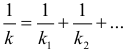 1/k = 1/k₁ + 1/k₂ + ...